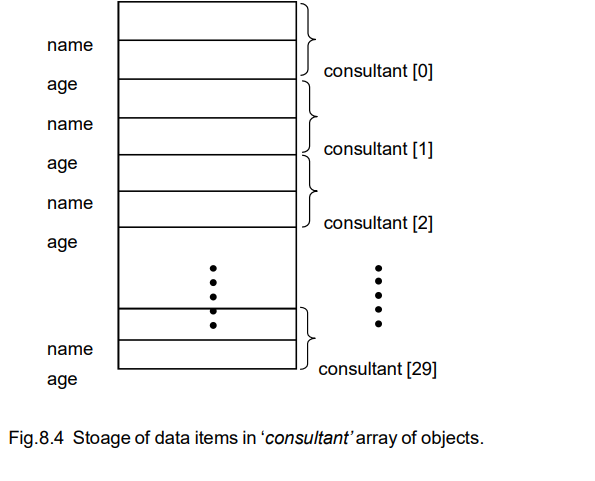 name
consultant [0]
age
name
consultant [1]
age
name
consultant [2]
age
name
consultant [29]
age
Fig.8.4 Stoage of data items in ‘consultant’ array of objects.